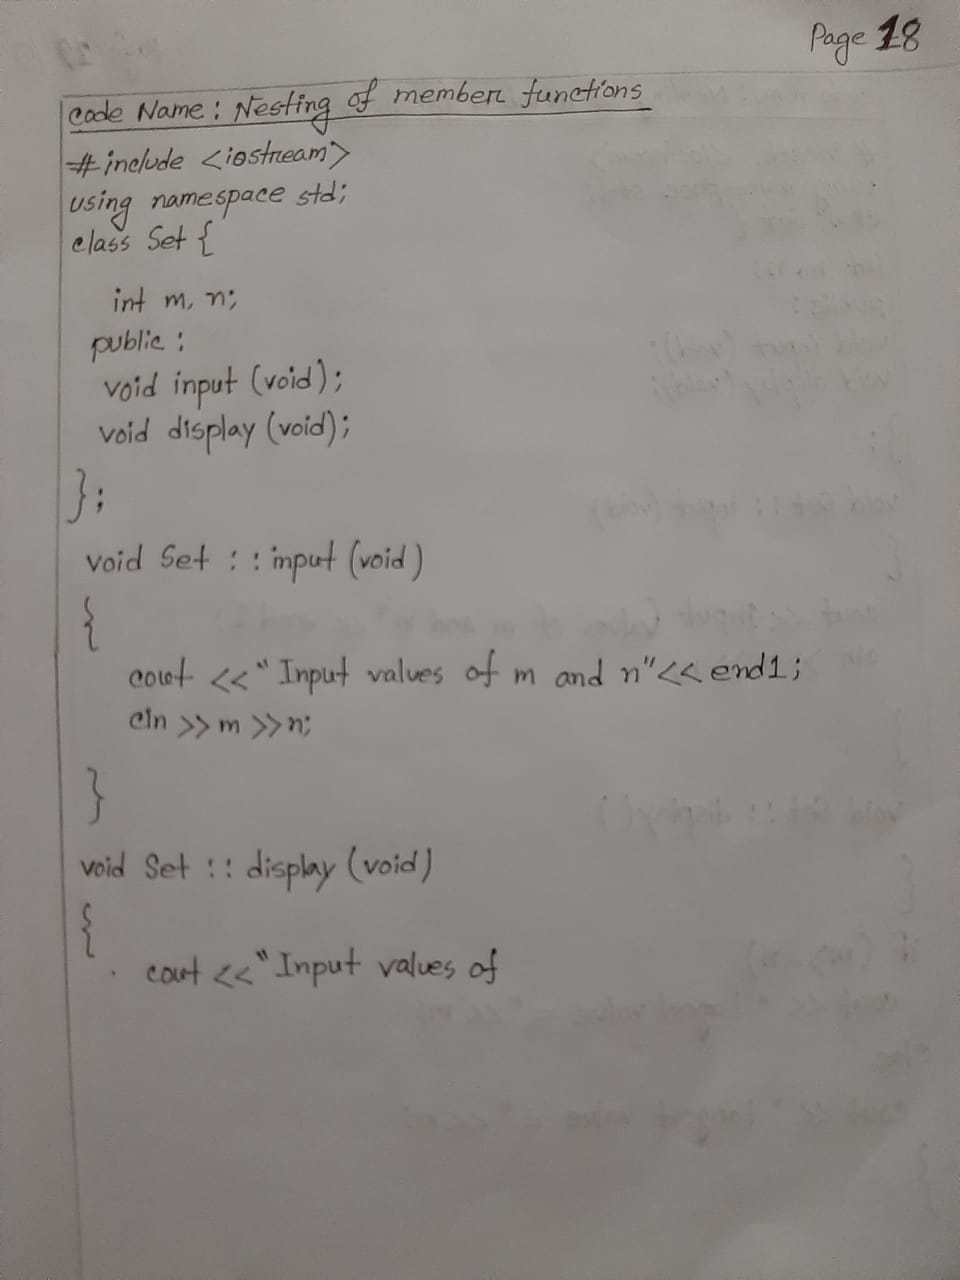 Page 18
Code Name : Nesting of member functions
# include <iostream>
using namespace std;
class Set {
int m, n;
public :
void input (void);
void display (void);
};
void Set : : input (void)
{
cout << "Input values of m and n" << end1;
cin >> m >> n;
}
void Set : : display (void)
{
cout << "Input values of